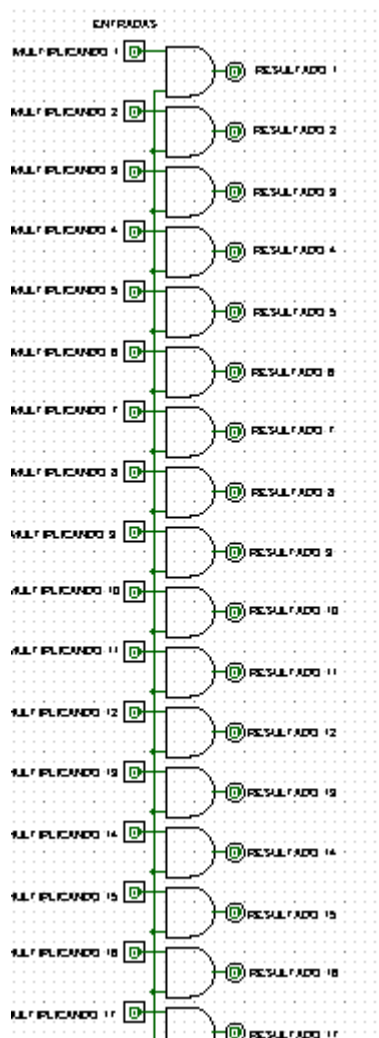 ENTRADAS
MULTIPLICANDO 1
RESULTADO 1
MULTIPLICANDO 2
RESULTADO 2
MULTIPLICANDO 3
RESULTADO 3
MULTIPLICANDO 4
RESULTADO 4
MULTIPLICANDO 5
RESULTADO 5
MULTIPLICANDO 6
RESULTADO 6
MULTIPLICANDO 7
RESULTADO 7
MULTIPLICANDO 8
RESULTADO 8
MULTIPLICANDO 9
RESULTADO 9
MULTIPLICANDO 10
RESULTADO 10
MULTIPLICANDO 11
RESULTADO 11
MULTIPLICANDO 12
RESULTADO 12
MULTIPLICANDO 13
RESULTADO 13
MULTIPLICANDO 14
RESULTADO 14
MULTIPLICANDO 15
RESULTADO 15
MULTIPLICANDO 16
RESULTADO 16
MULTIPLICANDO 17
RESULTADO 17